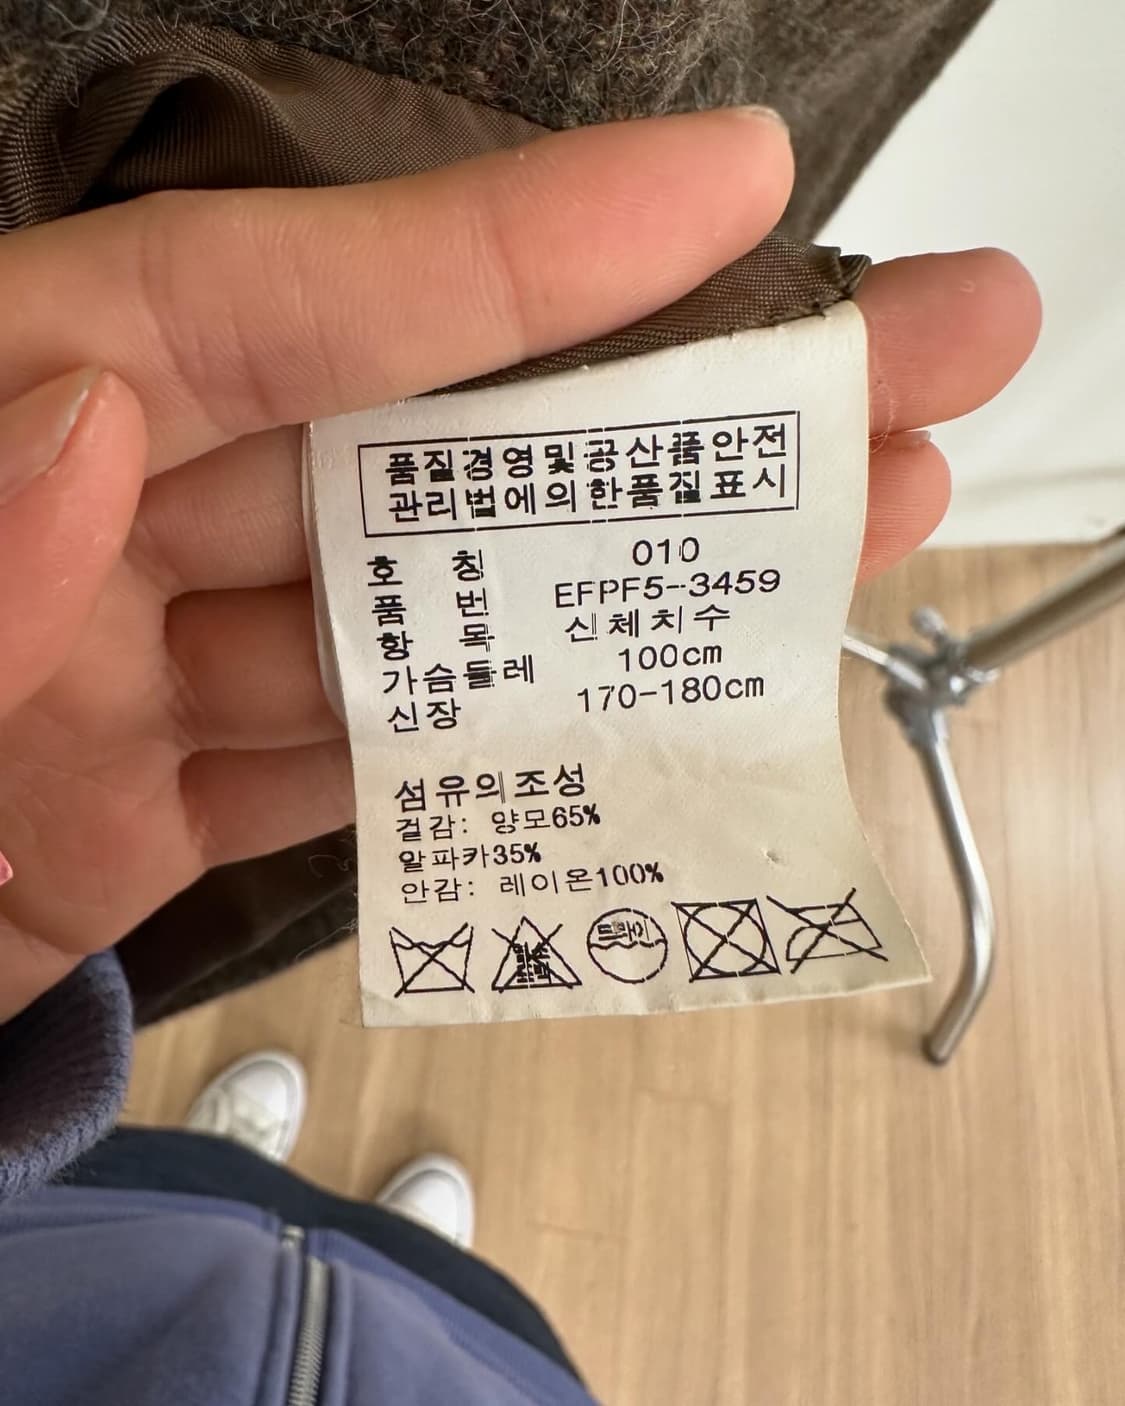 품질경영및공산품안전
관리법에의한품질표시
호 칭 010
품 번 EFPF5-3459
항 목 신체치수
가슴둘레 100cm
신장 170-180cm
섬유의조성
겉감: 양모65%
알파카35%
안감: 레이온100%